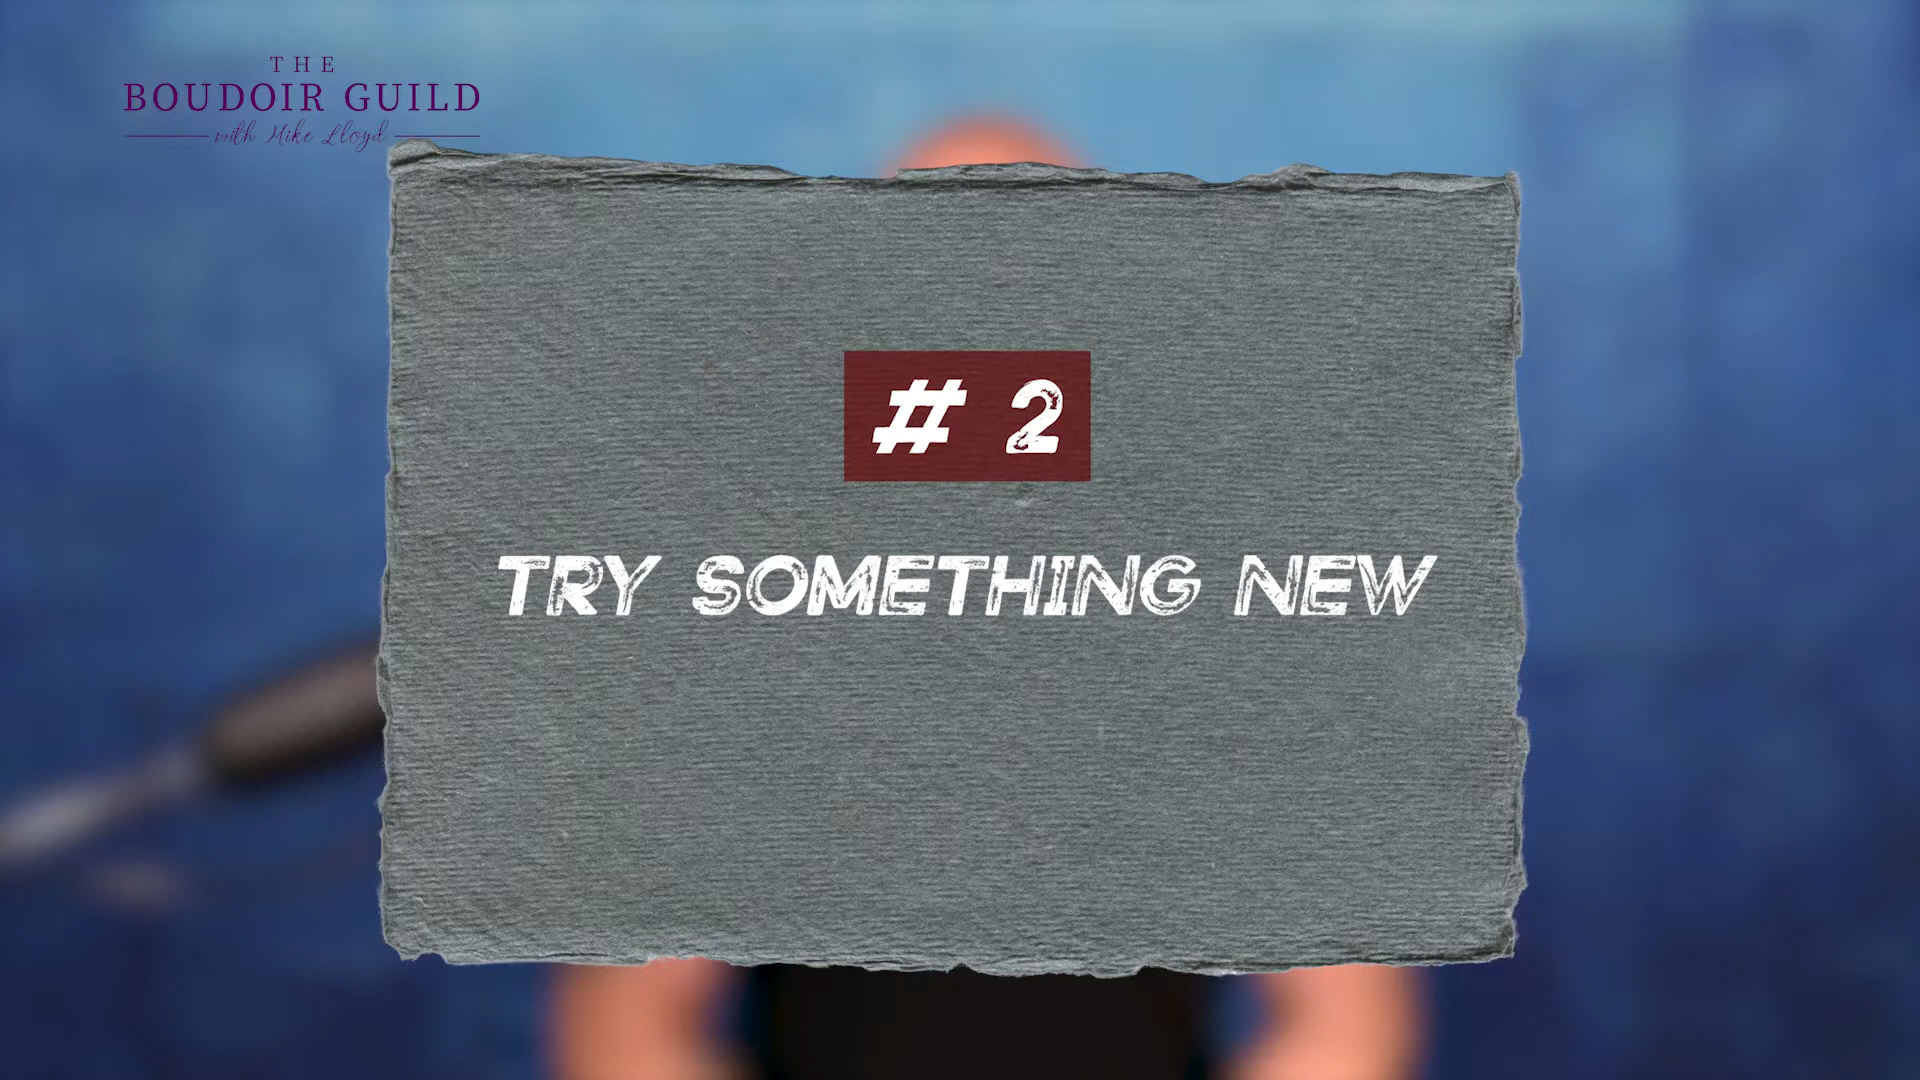 THE
BOUDOIR GUILD
with Mike Lloyd
# 2
TRY SOMETHING NEW